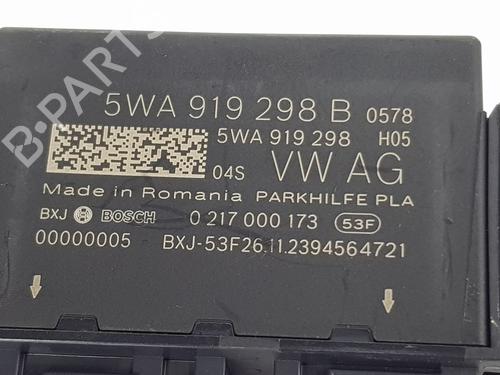 B-PARTS
5WA 919 298 B 0578
5WA 919 298 H05
04S VW AG
Made in Romania PARKHILFE PLA
BXJ BOSCH 0 217 000 173 53F
00000005 BXJ-53F26.11.2394564721